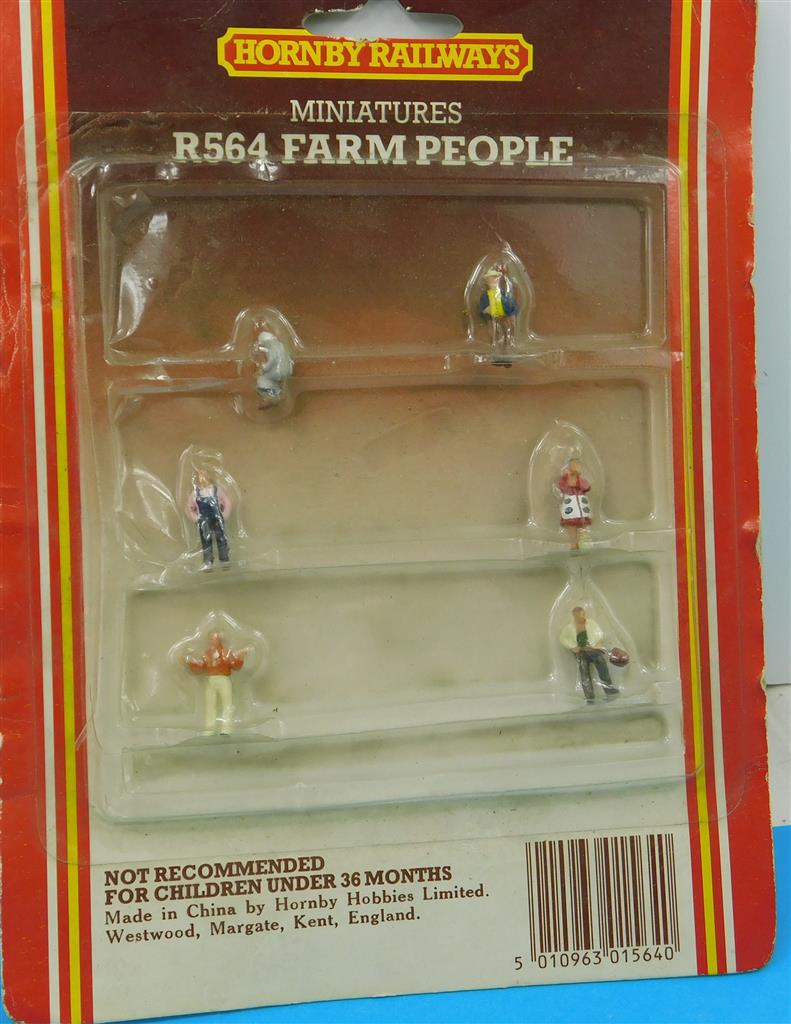 HORNBY RAILWAYS
MINIATURES
R564 FARM PEOPLE
NOT RECOMMENDED
FOR CHILDREN UNDER 36 MONTHS
Made in China by Hornby Hobbies Limited.
Westwood, Margate, Kent, England.
5 010963 015640